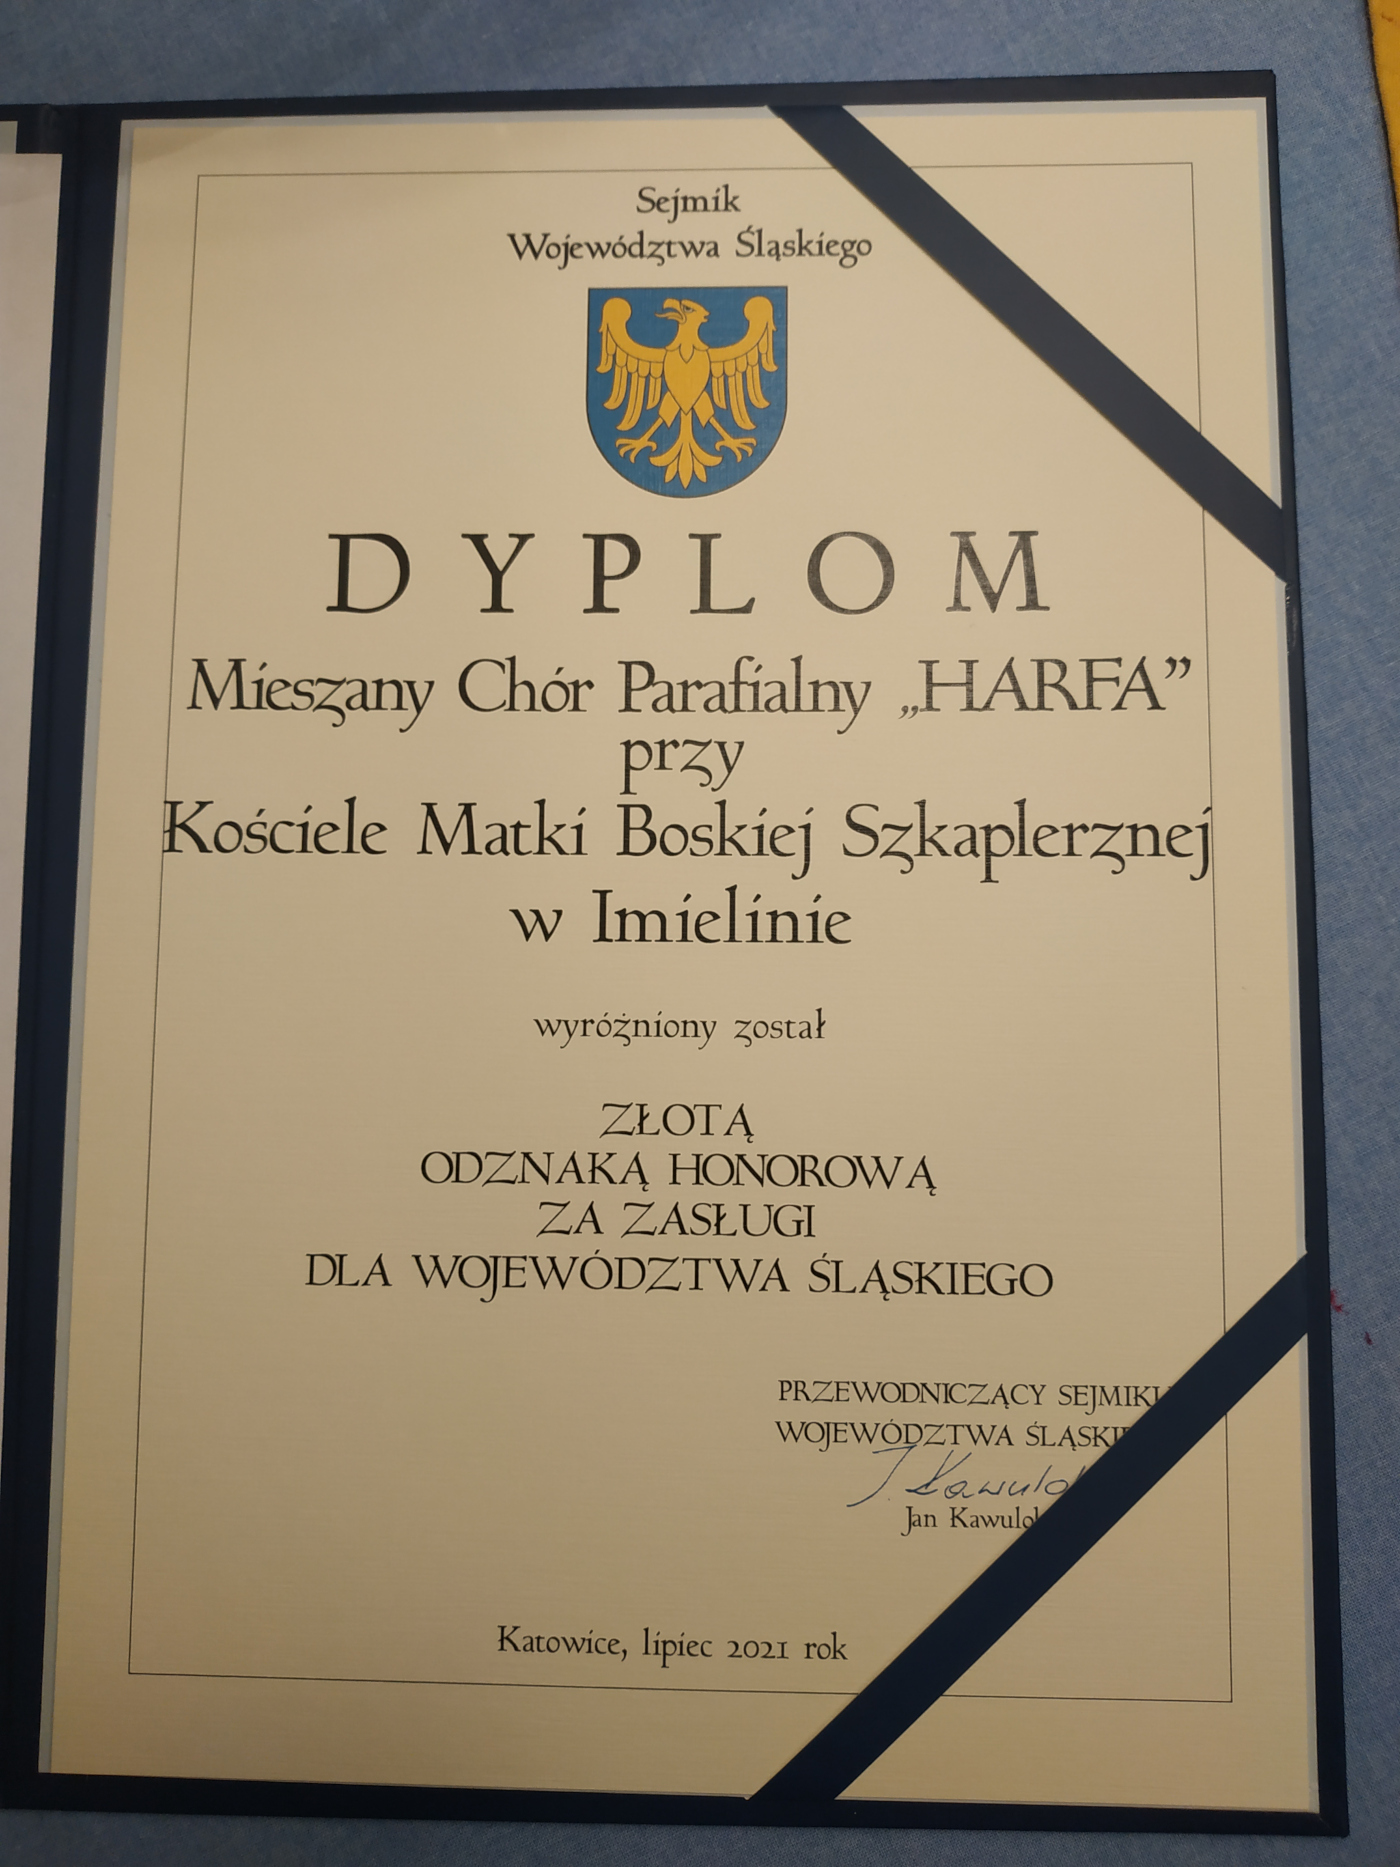 Sejmik
Województwa Śląskiego
DYPLOM
Mieszany Chór Parafialny „HARFA”
przy
Kościele Matki Boskiej Szkaplerznej
w Imielinie
wyróżniony został
ZŁOTĄ
ODZNAKĄ HONOROWĄ
ZA ZASŁUGI
DLA WOJEWÓDZTWA ŚLĄSKIEGO
PRZEWODNICZĄCY SEJMIKU
WOJEWÓDZTWA
J. Kawulok
Jan Kawulok
Katowice, lipiec 2021 rok